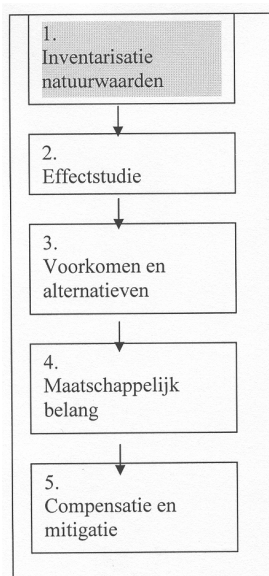 1.
Inventarisatie
natuurwaarden
2.
Effectstudie
3.
Voorkomen en
alternatieven
4.
Maatschappelijk
belang
5.
Compensatie en
mitigatie